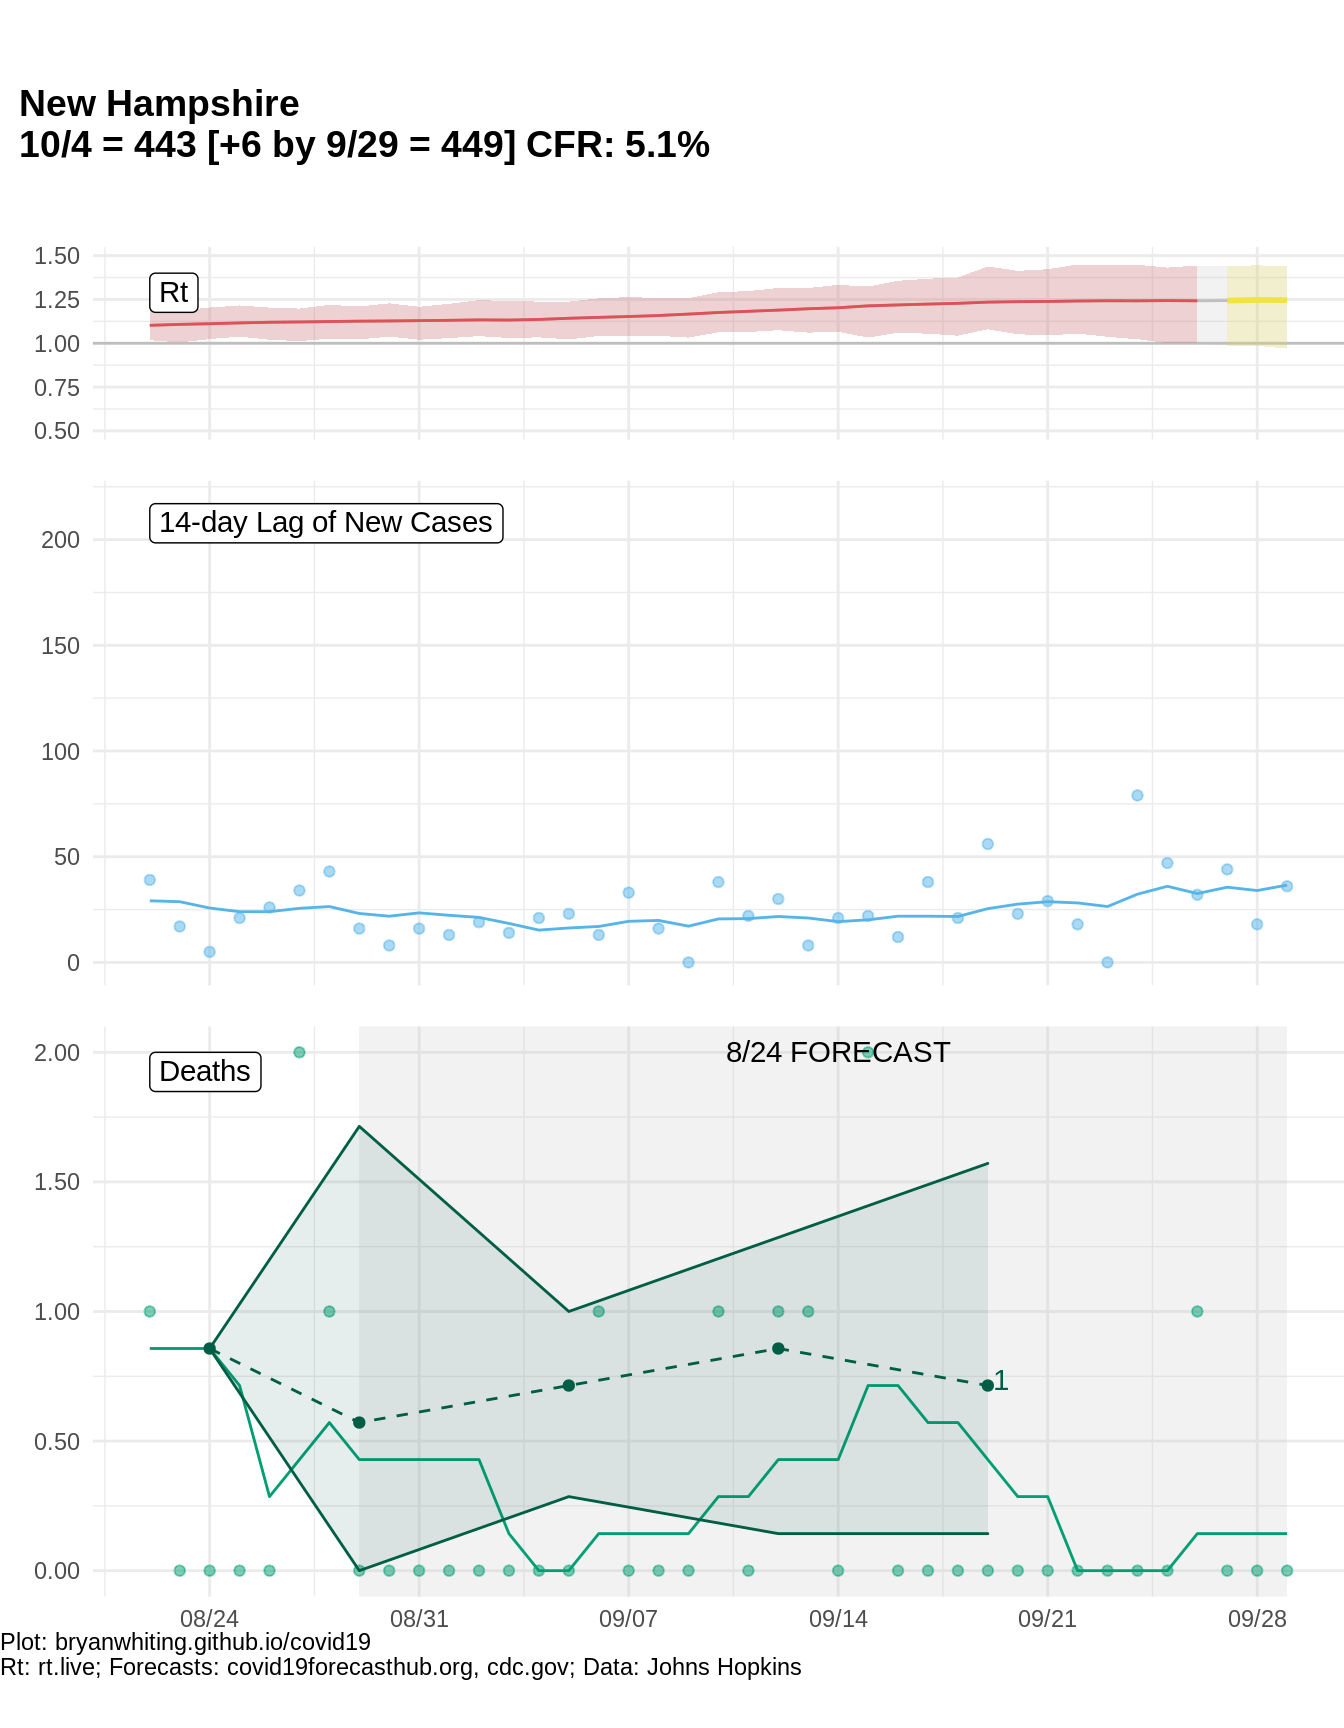 New Hampshire
10/4 = 443 [+6 by 9/29 = 449] CFR: 5.1%
1.50
1.25
1.00
0.75
0.50
Rt
14-day Lag of New Cases
200
150
100
50
0
8/24 FORECAST
Deaths
2.00
1.50
1.00
0.50
0.00
1
08/24 08/31 09/07 09/14 09/21 09/28
Plot: bryanwhiting.github.io/covid19
Rt: rt.live; Forecasts: covid19forecasthub.org, cdc.gov; Data: Johns Hopkins